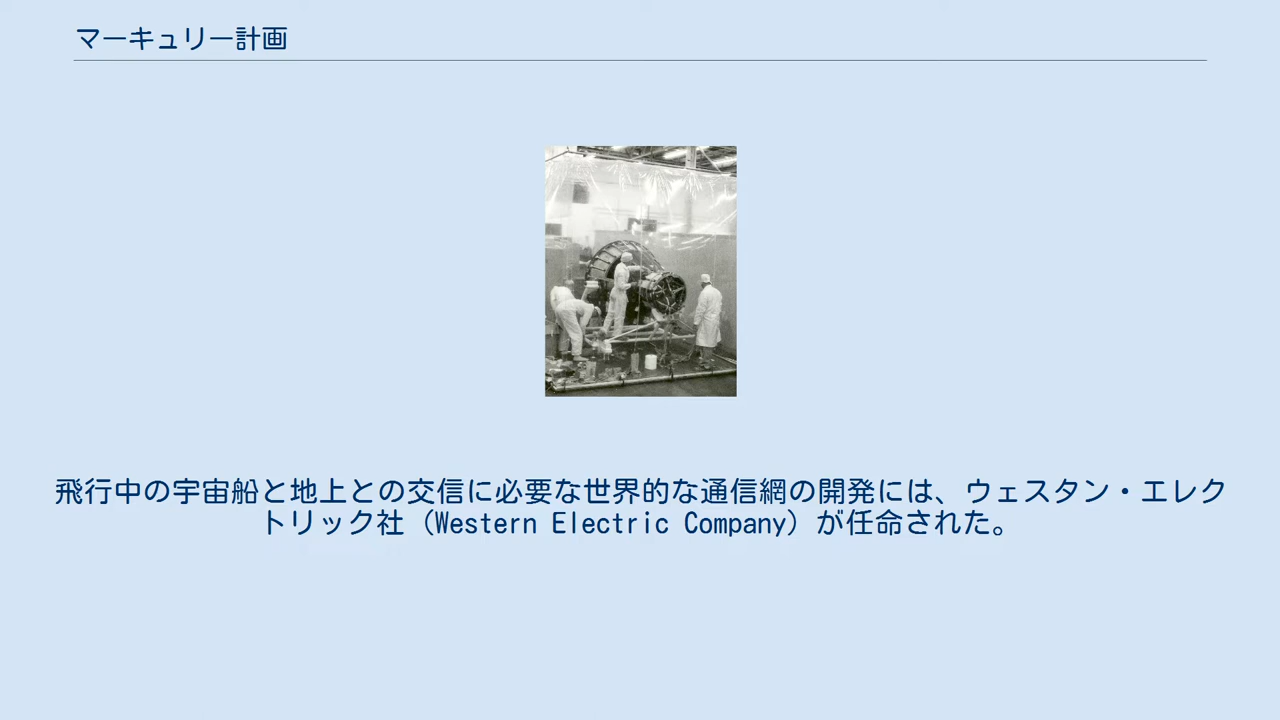 マーキュリー計画
飛行中の宇宙船と地上との交信に必要な世界的な通信網の開発には、ウェスタン・エレク
トリック社（Western Electric Company）が任命された。